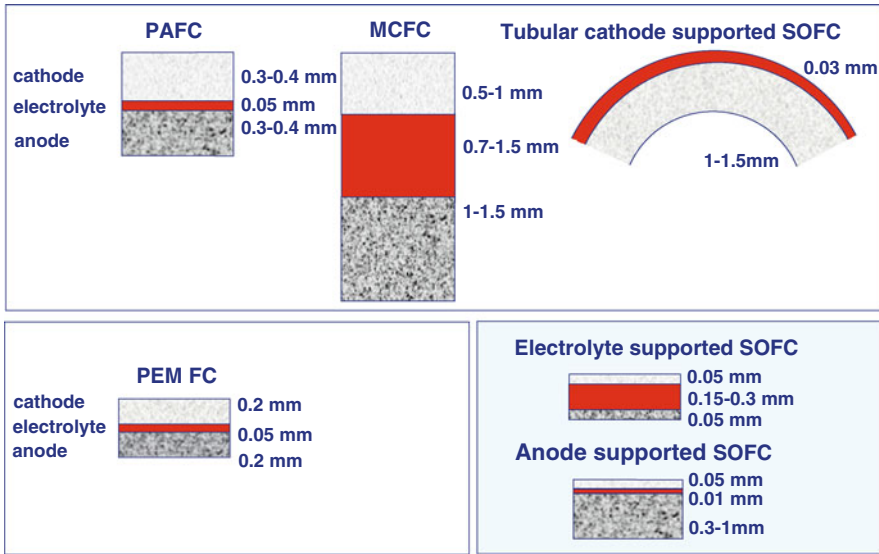 PAFC
cathode
electrolyte
anode
0.3-0.4 mm
0.05 mm
0.3-0.4 mm
MCFC
0.5-1 mm
0.7-1.5 mm
1-1.5 mm
Tubular cathode supported SOFC
0.03 mm
1-1.5mm
PEM FC
cathode
electrolyte
anode
0.2 mm
0.05 mm
0.2 mm
Electrolyte supported SOFC
0.05 mm
0.15-0.3 mm
0.05 mm
Anode supported SOFC
0.05 mm
0.01 mm
0.3-1mm